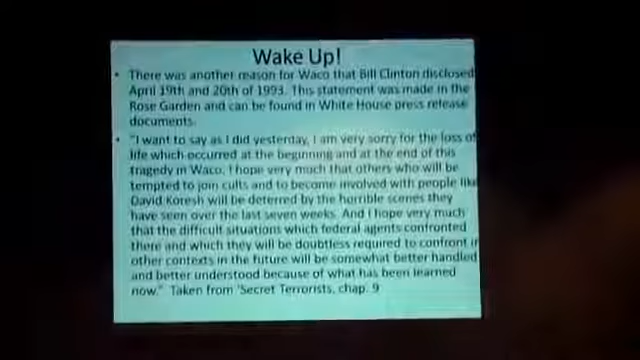 Wake Up!
• There was another reason for Waco that Bill Clinton disclosed
April 19th and 20th of 1993. This statement was made in the
Rose Garden and can be found in White House press release
documents.
• "I want to say as I did yesterday, I am very sorry for the loss of
life which occurred at the beginning and at the end of this
tragedy in Waco. I hope very much that others who will be
tempted to join cults and to become involved with people like
David Koresh will be deterred by the horrible scenes they
have seen over the last seven weeks. And I hope very much
that the difficult situations which federal agents confronted
there and which they will be doubtless required to confront in
other contexts in the future will be somewhat better handled
and better understood because of what has been learned
now." Taken from 'Secret Terrorists, chap. 9